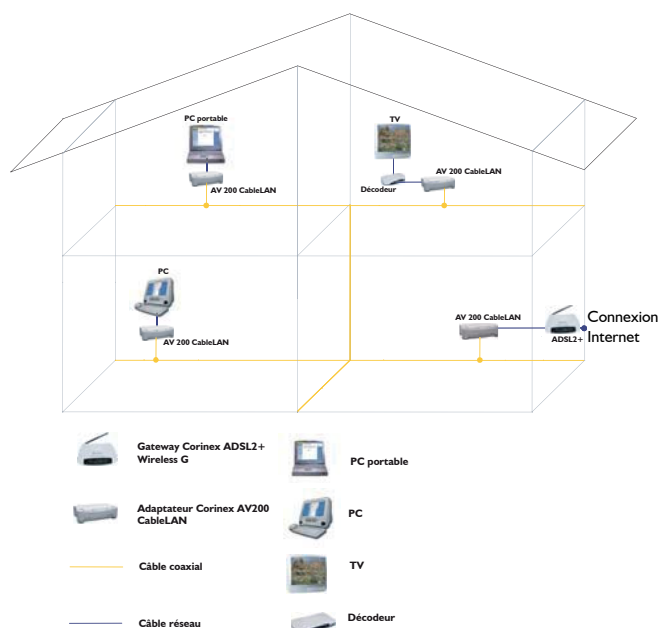 PC portable
TV
AV 200 CableLAN
Décodeur
AV 200 CableLAN
PC
AV 200 CableLAN
AV 200 CableLAN
ADSL2+
Connexion
Internet
Gateway Corinex ADSL2+
Wireless G
PC portable
Adaptateur Corinex AV200
CableLAN
PC
Câble coaxial
TV
Câble réseau
Décodeur